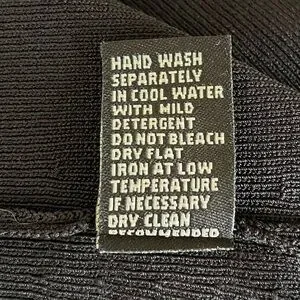 HAND WASH
SEPARATELY
IN COOL WATER
WITH MILD
DETERGENT
DO NOT BLEACH
DRY FLAT
IRON AT LOW
TEMPERATURE
IF NECESSARY
DRY CLEAN
RECOMMENDED